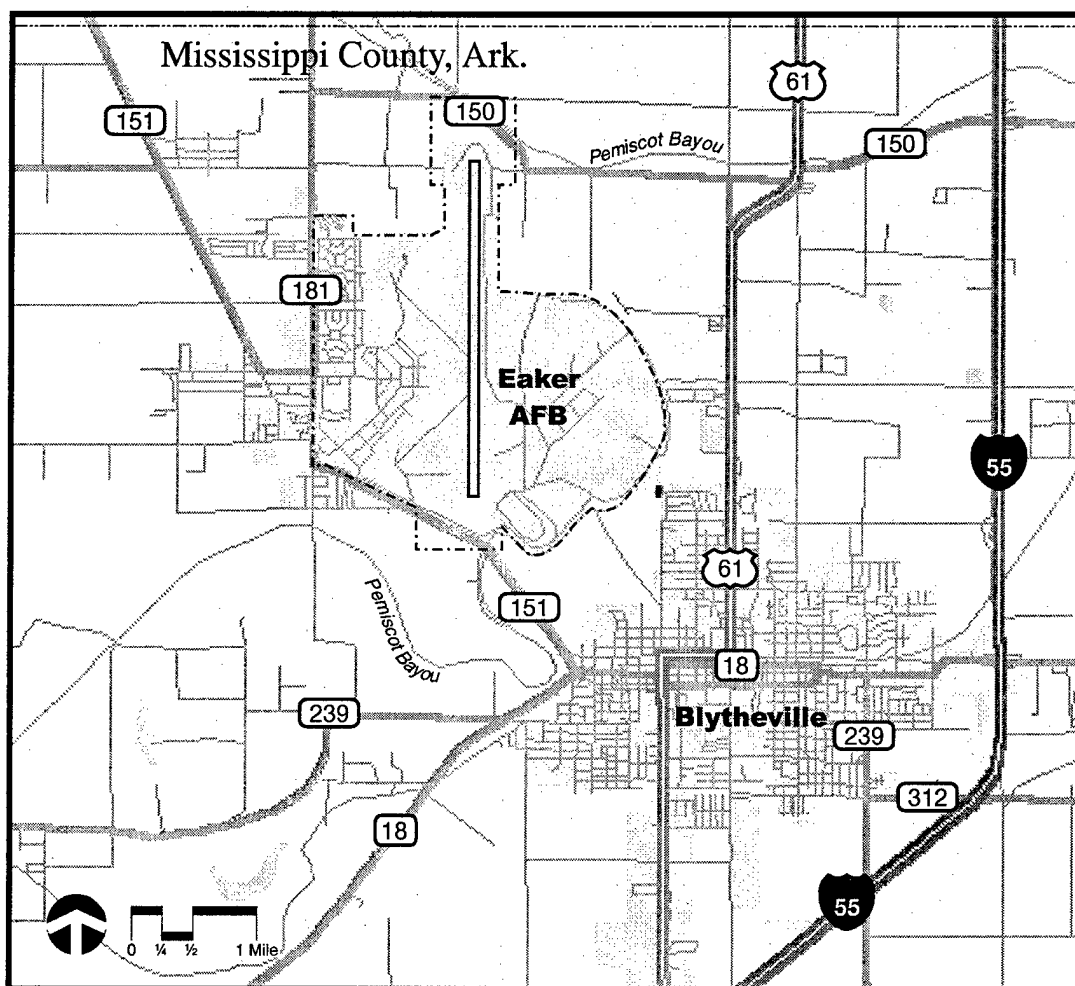 Mississippi County, Ark.
61
151
150
Pemiscot Bayou
150
181
Eaker
AFB
55
61
Pemiscot Bayou
151
18
239
Blytheville
239
312
18
55
0 ¼ ½ 1 Mile